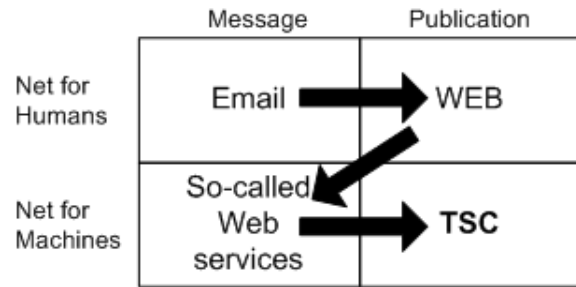 Message Publication
Net for
Humans
Email WEB
Net for
Machines
So-called
Web
services
TSC